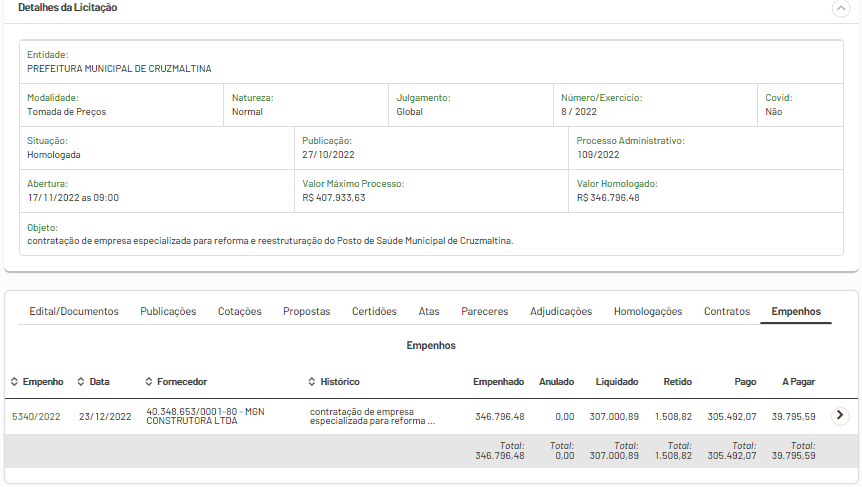 Detalhes da Licitação
Entidade:
PREFEITURA MUNICIPAL DE CRUZMALTINA
Modalidade: Natureza: Julgamento: Número/Exercício: Covid:
Tomada de Preços Normal Global 8 / 2022 Não
Situação: Publicação: Processo Administrativo:
Homologada 27/10/2022 109/2022
Abertura: Valor Máximo Processo: Valor Homologado:
17/11/2022 as 09:00 R$ 407.933,63 R$ 346.796,48
Objeto:
contratação de empresa especializada para reforma e reestruturação do Posto de Saúde Municipal de Cruzmaltina.
Edital/Documentos Publicações Cotações Propostas Certidões Atas Pareceres Adjudicações Homologações Contratos Empenhos
Empenhos
Empenho Data Fornecedor Histórico Empenhado Anulado Liquidado Retido Pago A Pagar
5340/2022 23/12/2022 40.348.653/0001-80 - MGN CONSTRUTORA LTDA contratação de empresa especializada para reforma ... 346.796,48 0,00 307.000,89 1.508,82 305.492,07 39.795,59
Total: Total: Total: Total: Total: Total:
346.796,48 0,00 307.000,89 1.508,82 305.492,07 39.795,59